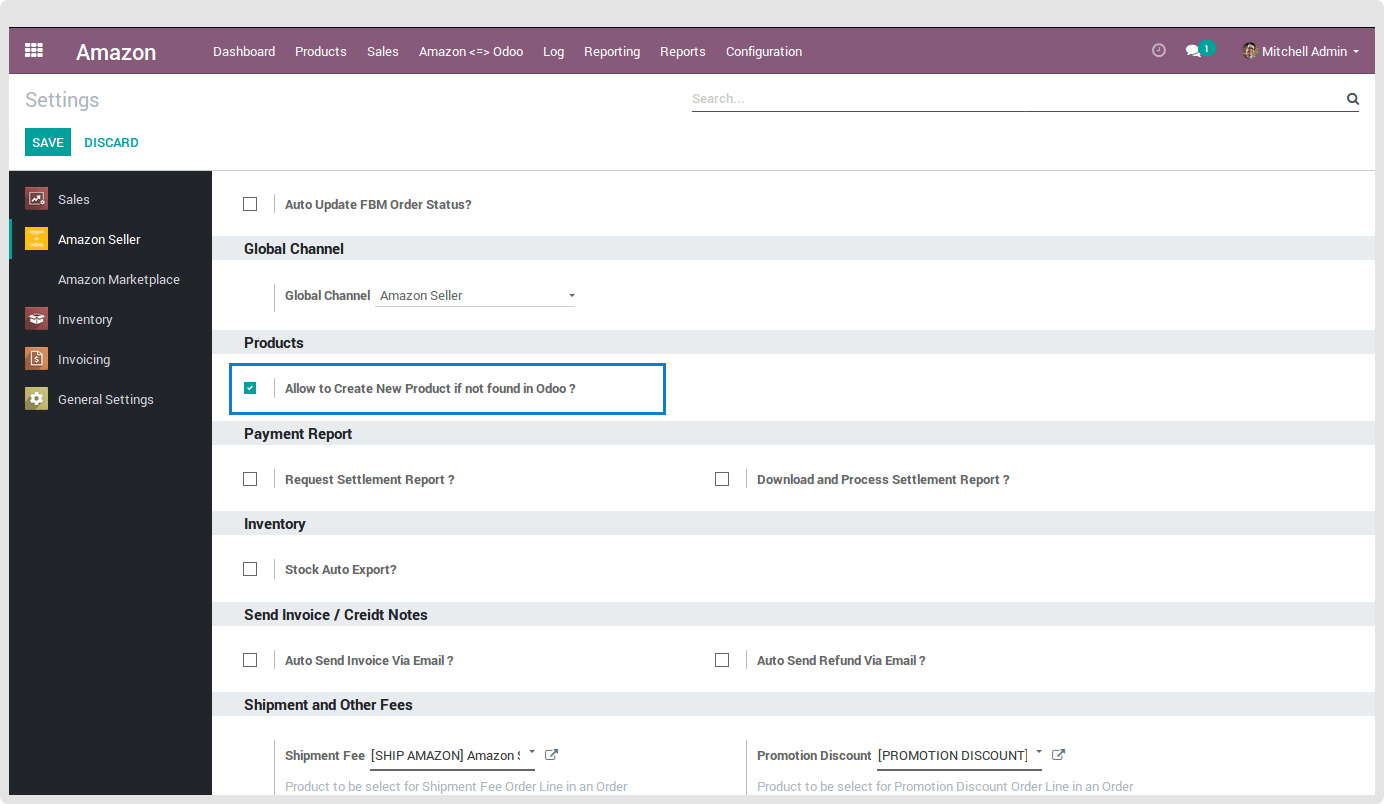 Amazon Dashboard Products Sales Amazon <=> Odoo Log Reporting Reports Configuration 1 Mitchell Admin
Settings Search...
SAVE DISCARD
Sales
Amazon Seller
Amazon Marketplace
Inventory
Invoicing
General Settings
Auto Update FBM Order Status?
Global Channel
Global Channel Amazon Seller
Products
Allow to Create New Product if not found in Odoo ?
Payment Report
Request Settlement Report ? Download and Process Settlement Report ?
Inventory
Stock Auto Export?
Send Invoice / Creidt Notes
Auto Send Invoice Via Email ? Auto Send Refund Via Email ?
Shipment and Other Fees
Shipment Fee [SHIP AMAZON] Amazon Promotion Discount [PROMOTION DISCOUNT]
Product to be select for Shipment Fee Order Line in an Order Product to be select for Promotion Discount Order Line in an Order